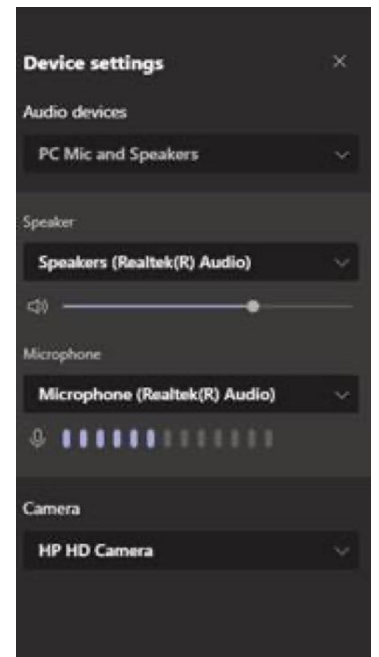 Device settings
Audio devices
PC Mic and Speakers
Speaker
Speakers (Realtek(R) Audio)
Microphone
Microphone (Realtek(R) Audio)
Camera
HP HD Camera